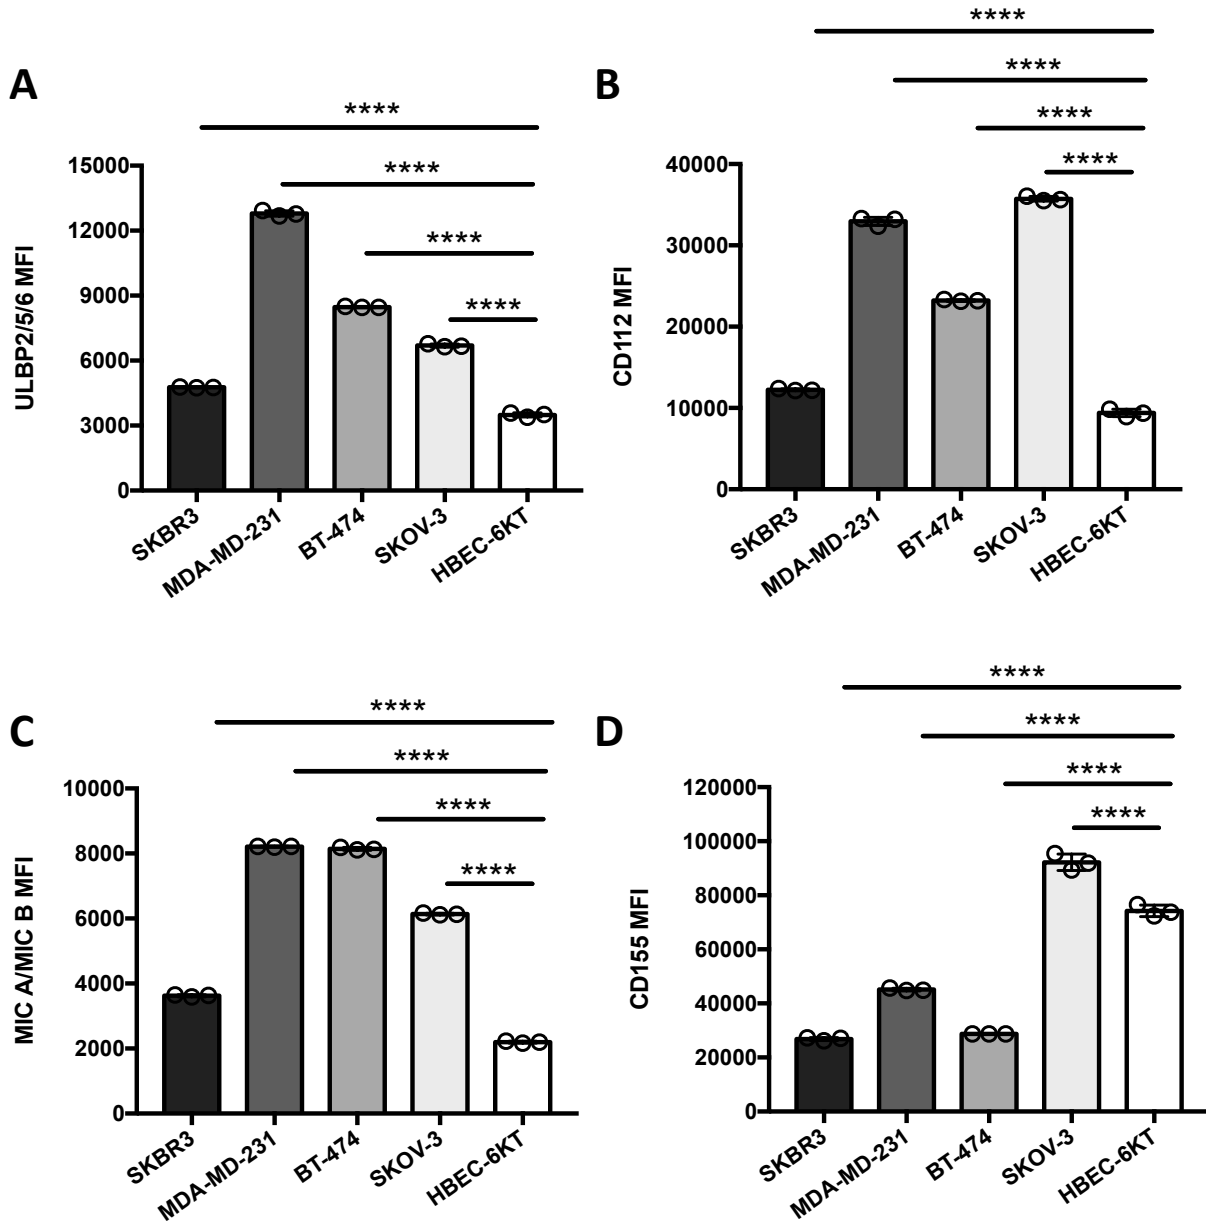 A
****
****
****
****
ULBP2/5/6 MFI
15000
12000
9000
6000
3000
0
SKBR3
MDA-MD-231
BT-474
SKOV-3
HBEC-6KT
B
****
****
****
****
CD112 MFI
40000
30000
20000
10000
0
SKBR3
MDA-MD-231
BT-474
SKOV-3
HBEC-6KT
C
****
****
****
****
MIC A/MIC B MFI
10000
8000
6000
4000
2000
0
SKBR3
MDA-MD-231
BT-474
SKOV-3
HBEC-6KT
D
****
****
****
****
CD155 MFI
120000
100000
80000
60000
40000
20000
0
SKBR3
MDA-MD-231
BT-474
SKOV-3
HBEC-6KT